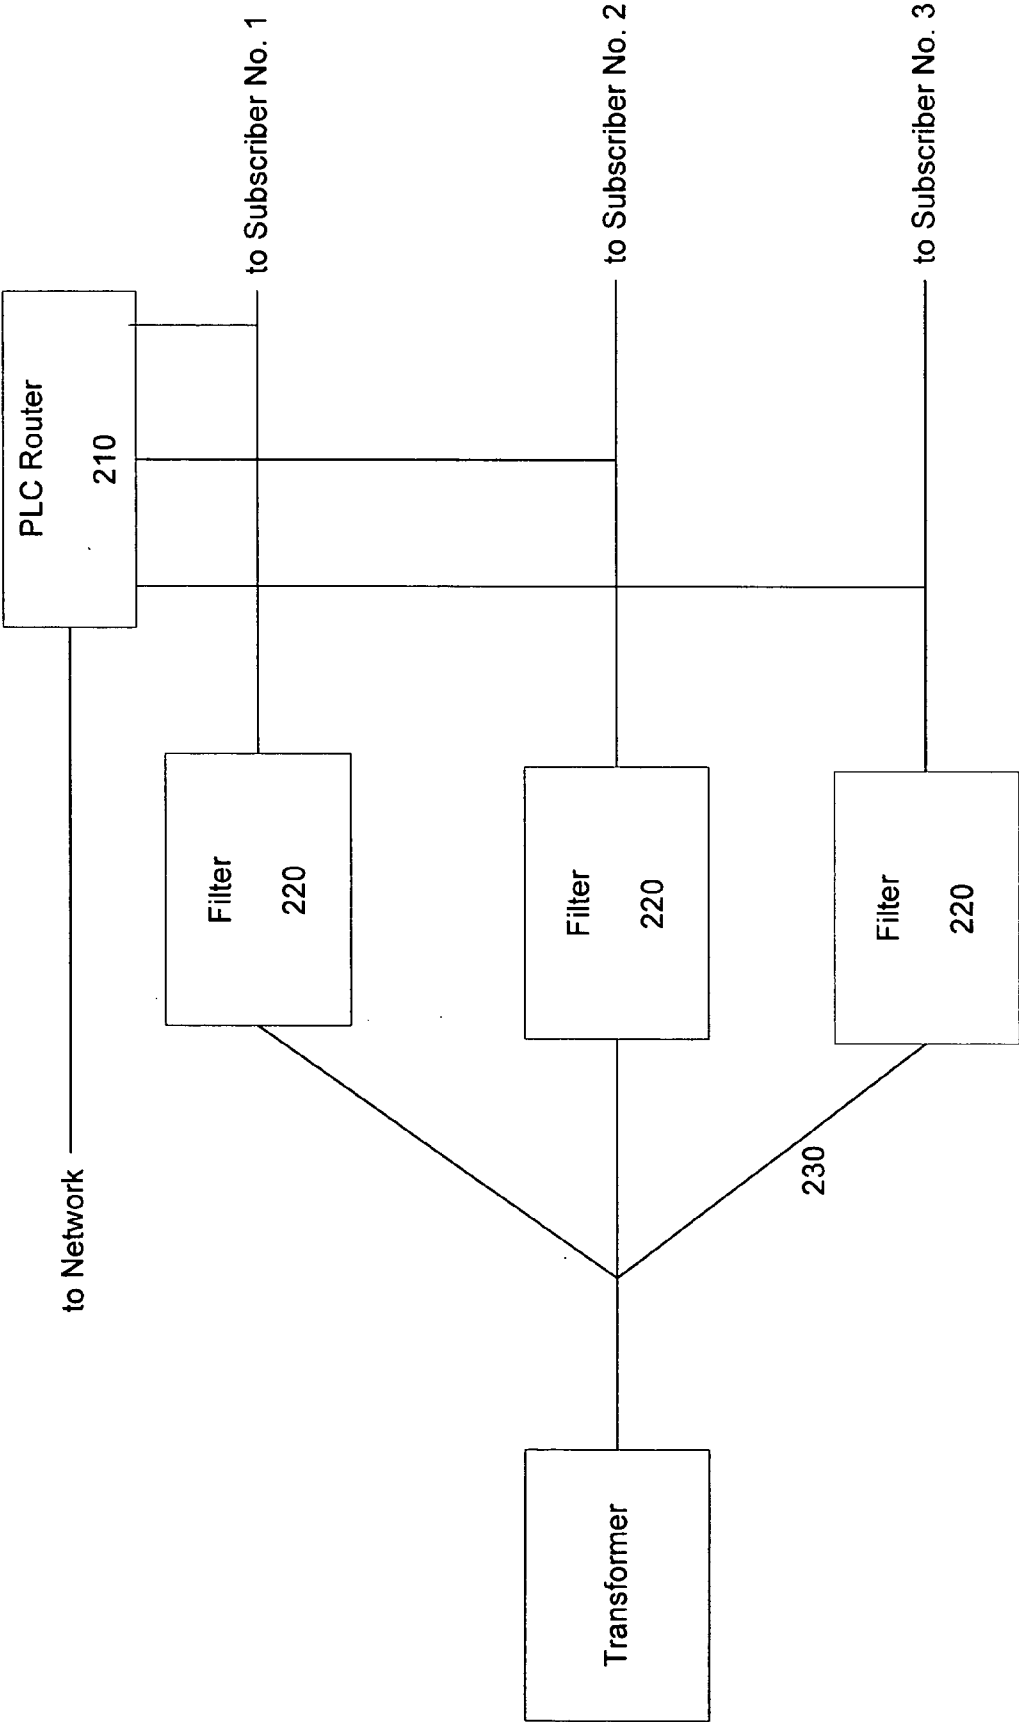 PLC Router
210
to Network
to Subscriber No. 1
Filter
220
to Subscriber No. 2
Filter
220
Transformer
230
to Subscriber No. 3
Filter
220